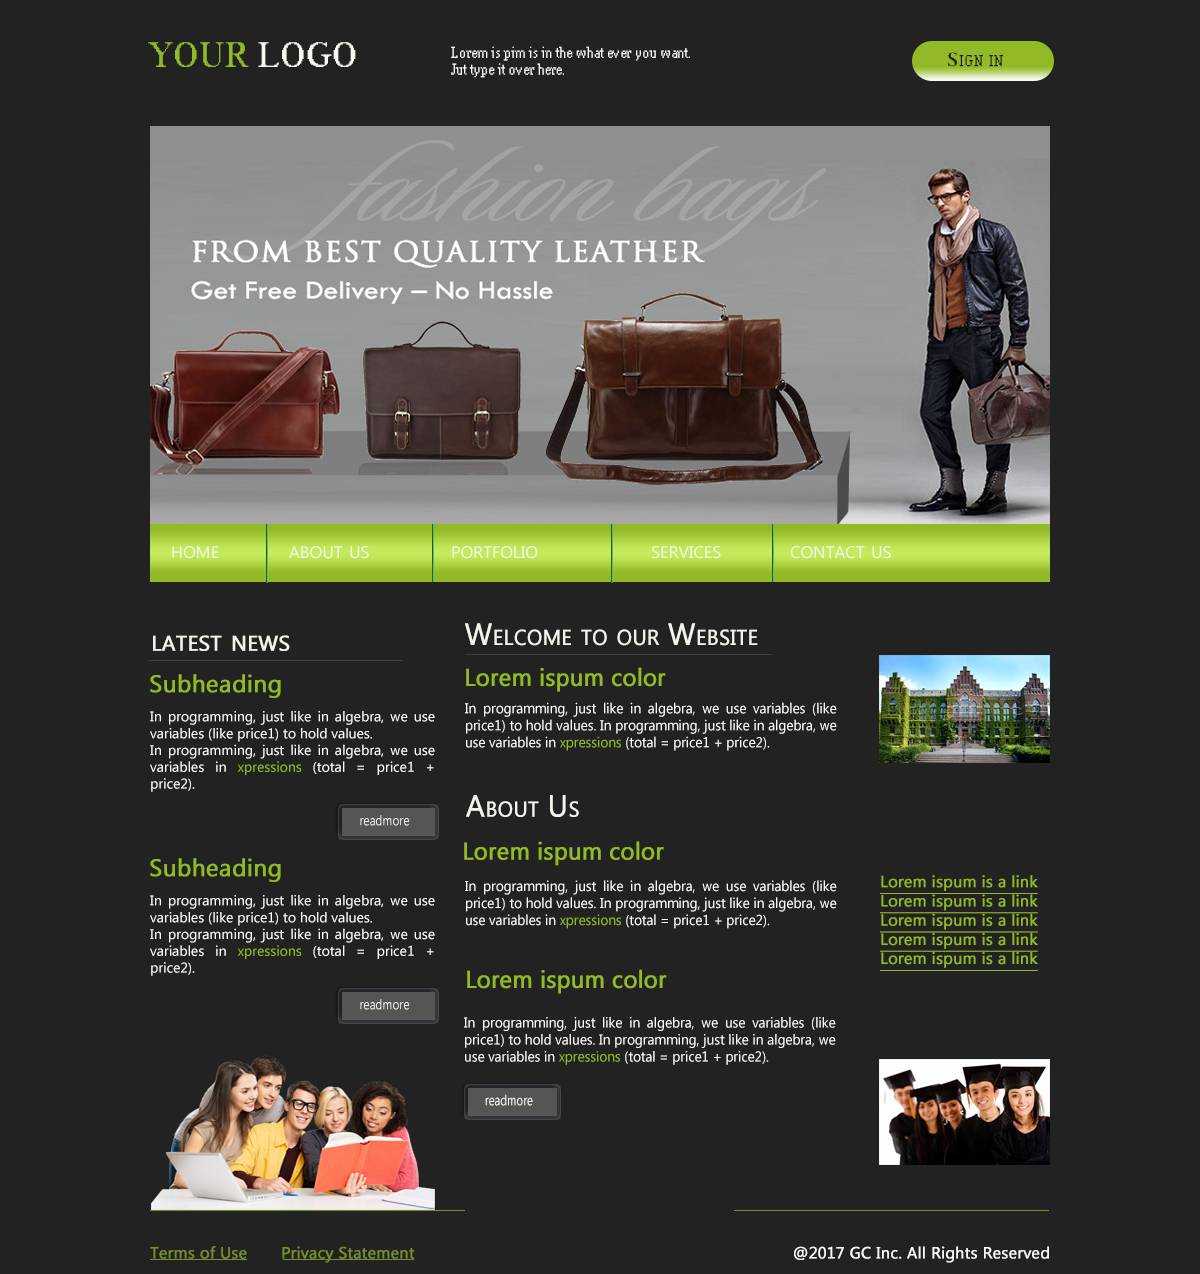 YOUR LOGO
Lorem is pim is in the what ever you want.
Jut type it over here.
SIGN IN
fashion bags
FROM BEST QUALITY LEATHER
Get Free Delivery – No Hassle
HOME
ABOUT US
PORTFOLIO
SERVICES
CONTACT US
LATEST NEWS
Subheading
In programming, just like in algebra, we use
variables (like price1) to hold values.
In programming, just like in algebra, we use
variables in xpressions (total = price1 +
price2).
readmore
Subheading
In programming, just like in algebra, we use
variables (like price1) to hold values.
In programming, just like in algebra, we use
variables in xpressions (total = price1 +
price2).
readmore
WELCOME TO OUR WEBSITE
Lorem ispum color
In programming, just like in algebra, we use variables (like
price1) to hold values. In programming, just like in algebra, we
use variables in xpressions (total = price1 + price2).
ABOUT US
Lorem ispum color
In programming, just like in algebra, we use variables (like
price1) to hold values. In programming, just like in algebra, we
use variables in xpressions (total = price1 + price2).
Lorem ispum color
In programming, just like in algebra, we use variables (like
price1) to hold values. In programming, just like in algebra, we
use variables in xpressions (total = price1 + price2).
readmore
Lorem ispum is a link
Lorem ispum is a link
Lorem ispum is a link
Lorem ispum is a link
Lorem ispum is a link
Terms of Use
Privacy Statement
@2017 GC Inc. All Rights Reserved